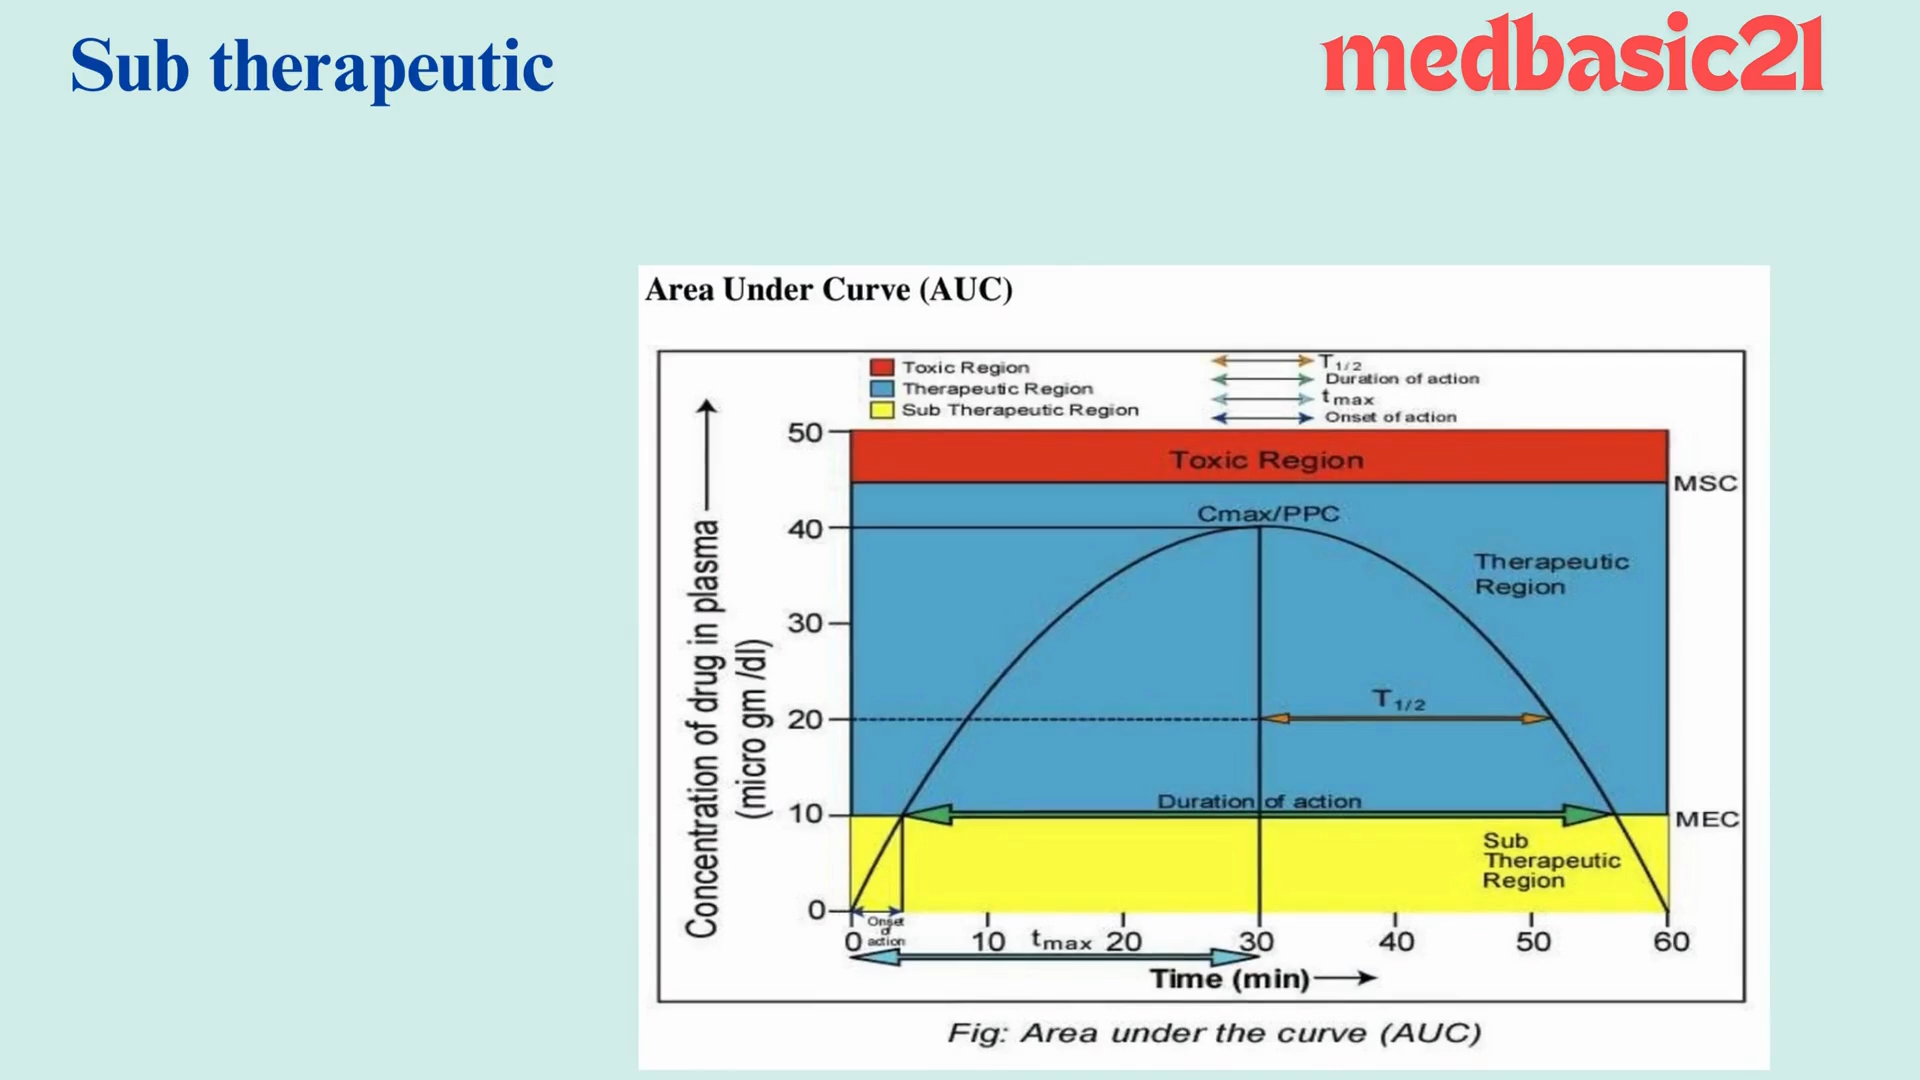 Sub therapeutic
medbasic21
Area Under Curve (AUC)
Toxic Region
Therapeutic Region
Sub Therapeutic Region
T1/2
Duration of action
tmax
Onset of action
Concentration of drug in plasma
(micro gm /dl)
50
40
30
20
10
0
Toxic Region
MSC
Cmax/PPC
Therapeutic
Region
T1/2
Duration of action
MEC
Sub
Therapeutic
Region
Onset
of
action
0 10 tmax 20 30 40 50 60
Time (min)
Fig: Area under the curve (AUC)